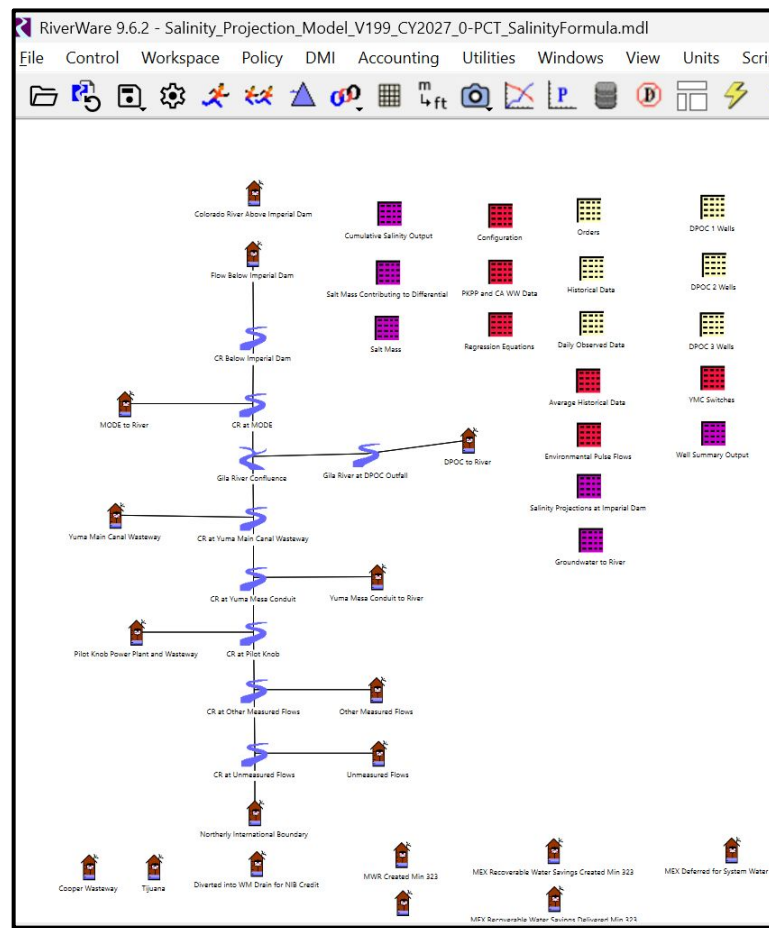 RiverWare 9.6.2 - Salinity_Projection_Model_V199_CY2027_0-PCT_SalinityFormula.mdl
File Control Workspace Policy DMI Accounting Utilities Windows View Units Scri
m
ft
P
D
Colorado River Above Imperial Dam
Cumulative Salinity Output
Configuration
Orders
DPOC 1 Wells
Flow Below Imperial Dam
Salt Mass Contributing to Differential
PKPP and CA WW Data
Historical Data
DPOC 2 Wells
CR Below Imperial Dam
Salt Mass
Regression Equations
Daily Observed Data
DPOC 3 Wells
MODE to River
CR at MODE
Average Historical Data
YMC Switches
Gila River Confluence
Gila River at DPOC Outfall
DPOC to River
Environmental Pulse Flows
Well Summary Output
Salinity Projections at Imperial Dam
Yuma Main Canal Wasteway
CR at Yuma Main Canal Wasteway
Groundwater to River
CR at Yuma Mesa Conduit
Yuma Mesa Conduit to River
Pilot Knob Power Plant and Wasteway
CR at Pilot Knob
CR at Other Measured Flows
Other Measured Flows
CR at Unmeasured Flows
Unmeasured Flows
Northerly International Boundary
Cooper Wasteway
Tijuana
Diverted into WM Drain for NIB Credit
MWR Created Min 323
MEX Recoverable Water Savings Created Min 323
MEX Deferred for System Water
MEX Recoverable Water Savings Delivered Min 323